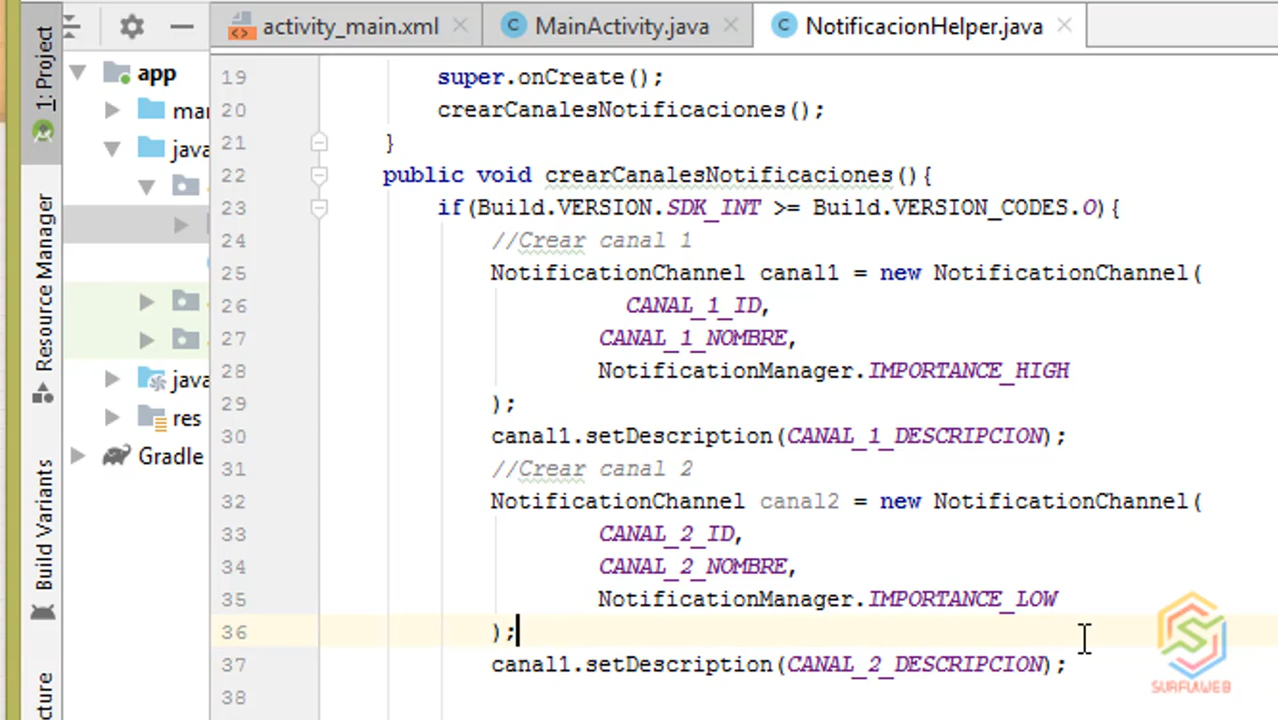 activity_main.xml
MainActivity.java
NotificacionHelper.java
1: Project
Resource Manager
Build Variants
app
java
java
res
Gradle
19 super.onCreate();
20 crearCanalesNotificaciones();
21 }
22 public void crearCanalesNotificaciones(){
23 if(Build.VERSION.SDK_INT >= Build.VERSION_CODES.O){
24 //Crear canal 1
25 NotificationChannel canal1 = new NotificationChannel(
26 CANAL_1_ID,
27 CANAL_1_NOMBRE,
28 NotificationManager.IMPORTANCE_HIGH
29 );
30 canal1.setDescription(CANAL_1_DESCRIPCION);
31 //Crear canal 2
32 NotificationChannel canal2 = new NotificationChannel(
33 CANAL_2_ID,
34 CANAL_2_NOMBRE,
35 NotificationManager.IMPORTANCE_LOW
36 );
37 canal1.setDescription(CANAL_2_DESCRIPCION);
38